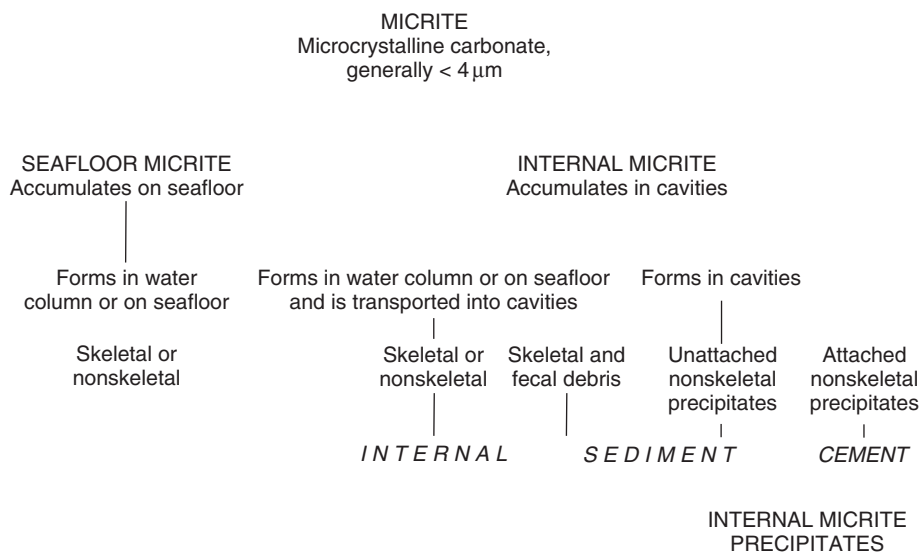 MICRITE
Microcrystalline carbonate,
generally < 4 µm
SEAFLOOR MICRITE
Accumulates on seafloor
INTERNAL MICRITE
Accumulates in cavities
Forms in water
column or on seafloor
Forms in water column or on seafloor
and is transported into cavities
Forms in cavities
Skeletal or
nonskeletal
Skeletal or
nonskeletal
Skeletal and
fecal debris
Unattached
nonskeletal
precipitates
Attached
nonskeletal
precipitates
INTERNAL SEDIMENT
CEMENT
INTERNAL MICRITE
PRECIPITATES